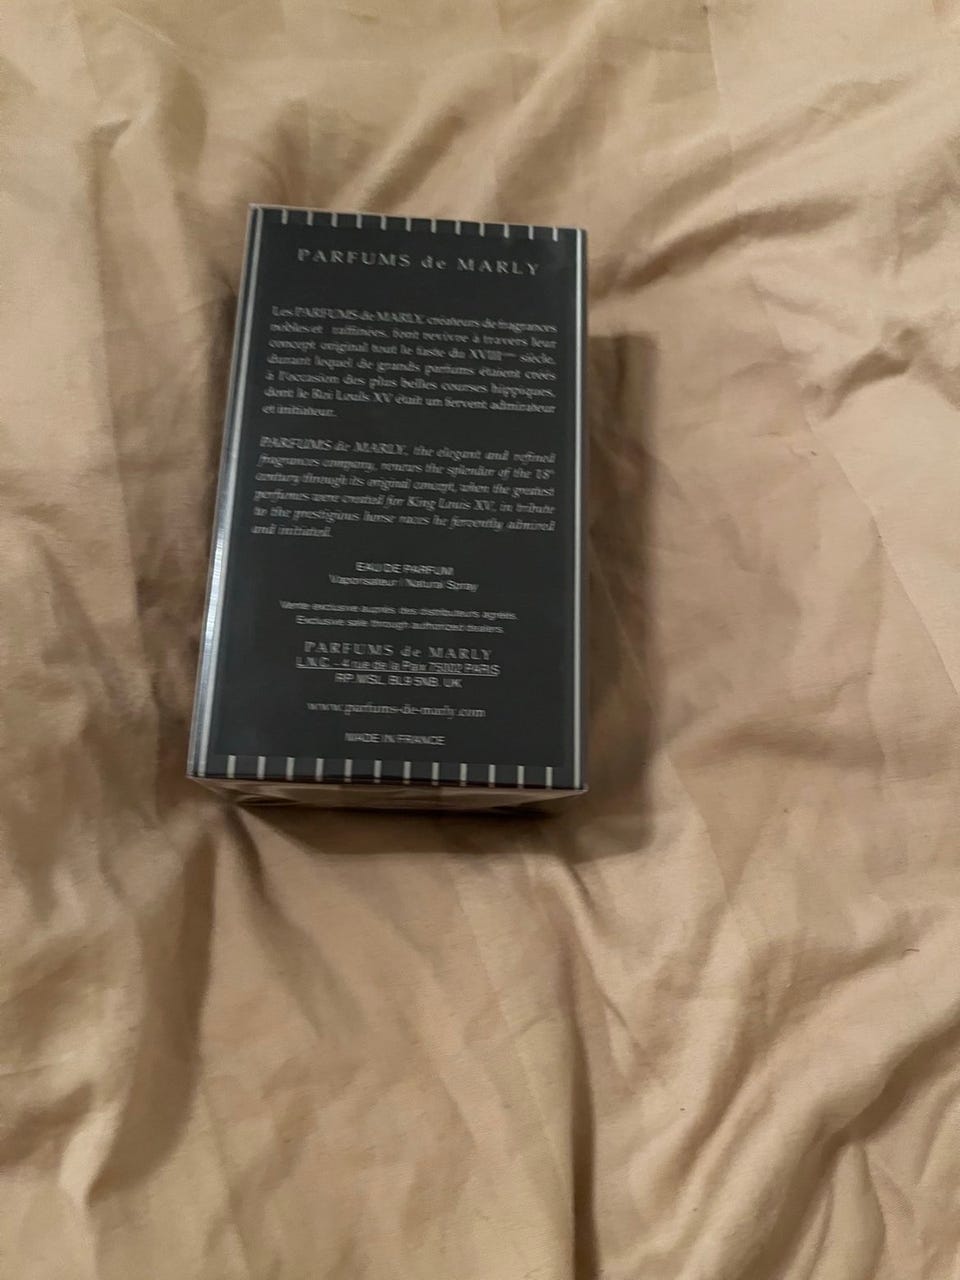 PARFUMS de MARLY
Les PARFUMS de MARLY, créateurs de fragrances
nobles et raffinées, font revivre à travers leur
concept original tout le faste du XVIIIème siècle,
durant lequel de grands parfums étaient créés
à l'occasion des plus belles courses hippiques,
dont le Roi Louis XV était un fervent admirateur
et initiateur.
PARFUMS de MARLY, the elegant and refined
fragrances company, renews the splendor of the 18th
century through its original concept, when the greatest
perfumes were created for King Louis XV, in tribute
to the prestigious horse races he fervently admired
and initiated.
EAU DE PARFUM
Vaporisateur / Natural Spray
Vente exclusive auprès des distributeurs agréés.
Exclusive sale through authorized dealers.
PARFUMS de MARLY
- 4 rue de la Paix 75002 PARIS
RP.WSL, BL9 5NB. UK
www.parfums-de-marly.com
MADE IN FRANCE